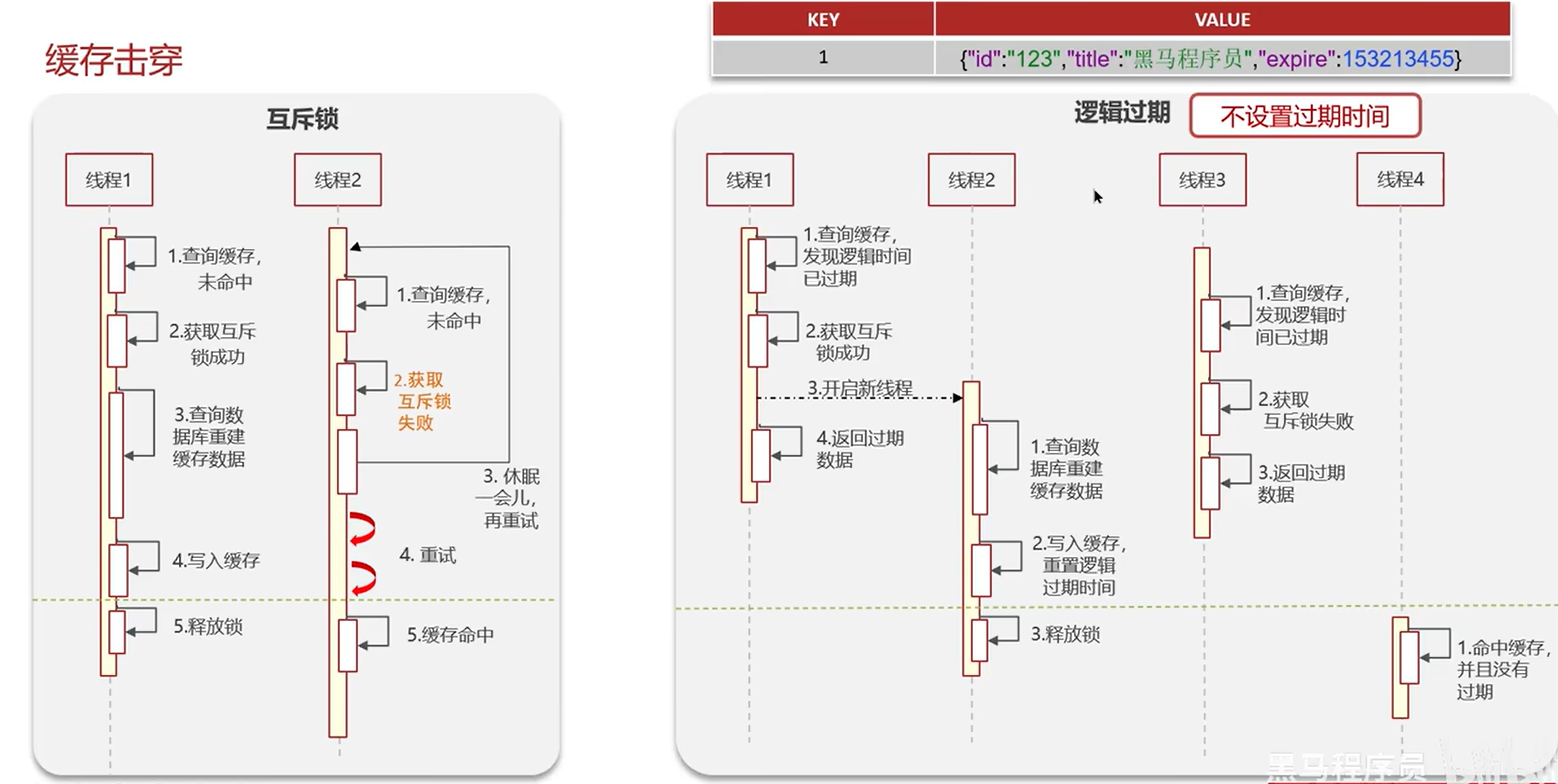 缓存击穿
KEY VALUE
1 {"id":"123","title":"黑马程序员","expire":153213455}
互斥锁
线程1
线程2
1.查询缓存，
未命中
2.获取互斥
锁成功
3.查询数
据库重建
缓存数据
4.写入缓存
5.释放锁
1.查询缓存，
未命中
2.获取
互斥锁
失败
3. 休眠
一会儿，
再重试
4. 重试
5.缓存命中
逻辑过期
不设置过期时间
线程1
线程2
线程3
线程4
1.查询缓存，
发现逻辑时间
已过期
2.获取互斥
锁成功
3.开启新线程
4.返回过期
数据
1.查询数
据库重建
缓存数据
2.写入缓存，
重置逻辑
过期时间
3.释放锁
1.查询缓存，
发现逻辑时
间已过期
2.获取
互斥锁失败
3.返回过期
数据
1.命中缓存，
并且没有
过期
黑马程序员